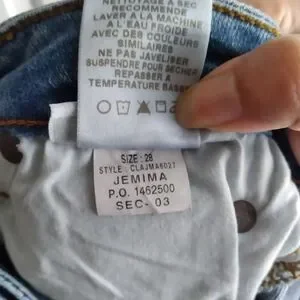 NETTOYAGE A SEC
RECOMMENDE
LAVER A LA MACHINE
A L'EAU FROIDE
AVEC DES COULEURS
SIMILAIRES
NE PAS JAVELISER
SUSPENDRE POUR SECHER
REPASSER A
TEMPERATURE BASSE
SIZE : 28
STYLE : CLAJMA6027
JEMIMA
P.O. 1462500
SEC- 03